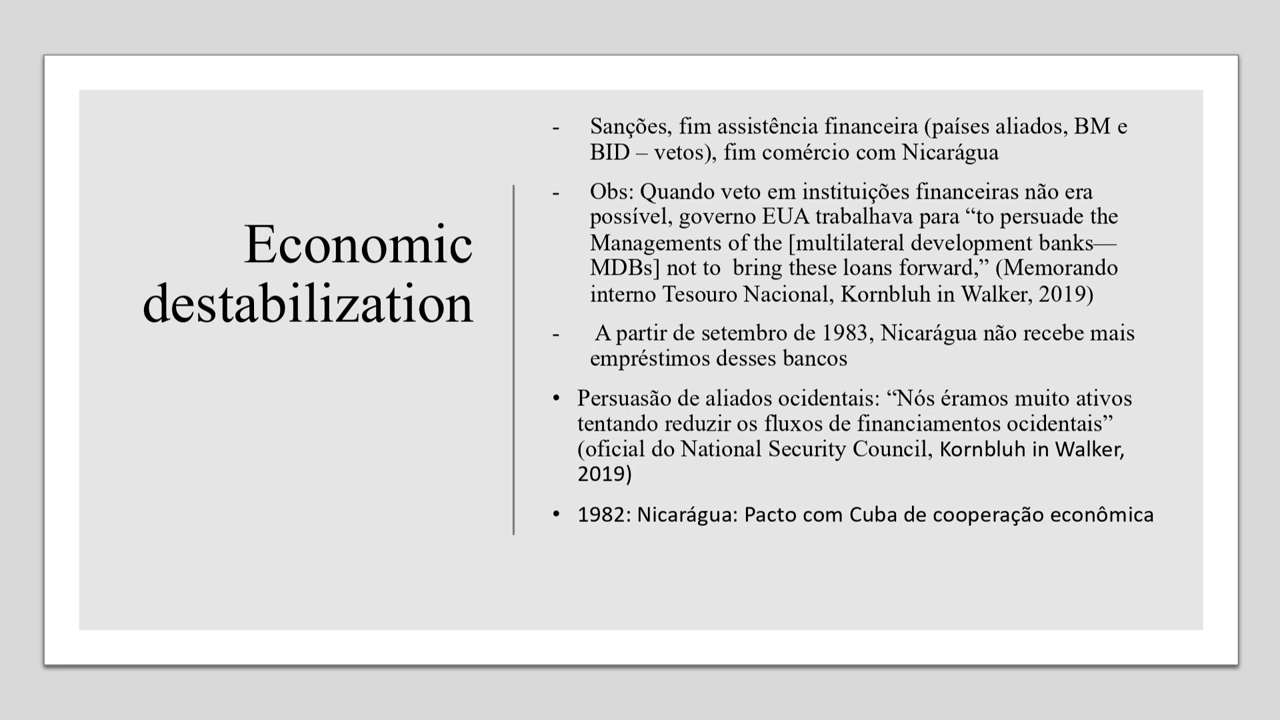 Economic
destabilization
- Sanções, fim assistência financeira (países aliados, BM e
BID – vetos), fim comércio com Nicarágua
- Obs: Quando veto em instituições financeiras não era
possível, governo EUA trabalhava para “to persuade the
Managements of the [multilateral development banks—
MDBs] not to  bring these loans forward,” (Memorando
interno Tesouro Nacional, Kornbluh in Walker, 2019)
- A partir de setembro de 1983, Nicarágua não recebe mais
empréstimos desses bancos
• Persuasão de aliados ocidentais: “Nós éramos muito ativos
tentando reduzir os fluxos de financiamentos ocidentais”
(oficial do National Security Council, Kornbluh in Walker,
2019)
• 1982: Nicarágua: Pacto com Cuba de cooperação econômica